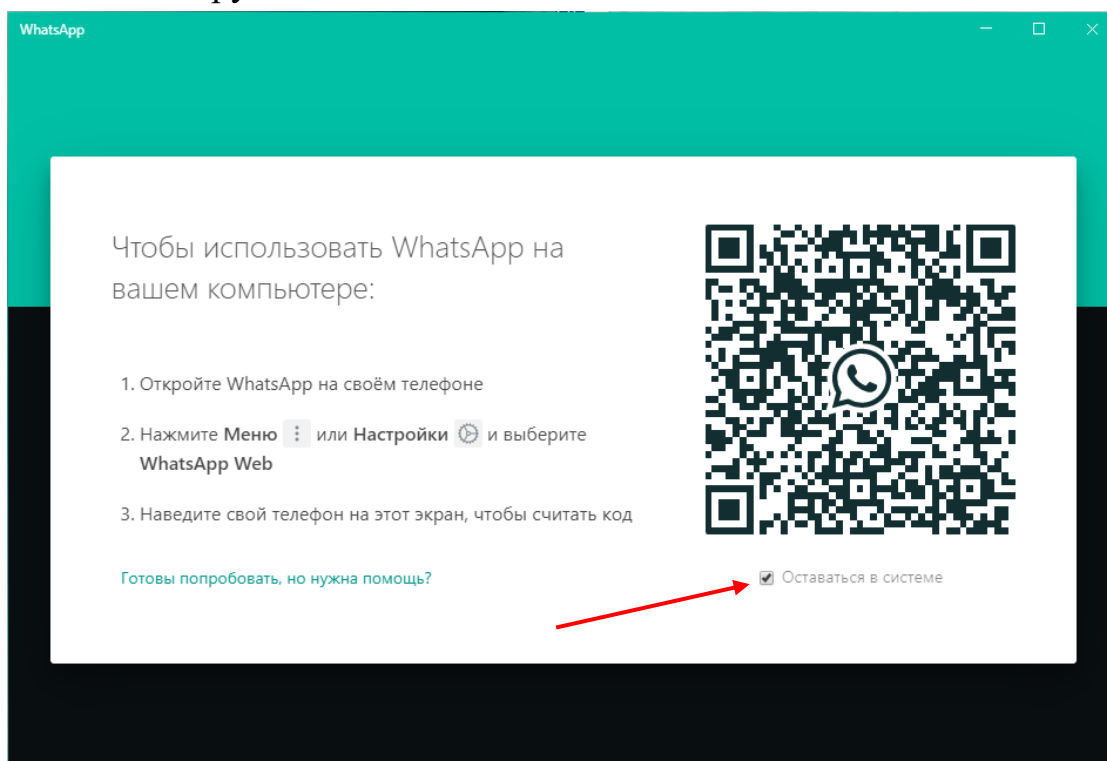 WhatsApp
Чтобы использовать WhatsApp на
вашем компьютере:
1. Откройте WhatsApp на своём телефоне
2. Нажмите Меню или Настройки и выберите
WhatsApp Web
3. Наведите свой телефон на этот экран, чтобы считать код
Готовы попробовать, но нужна помощь?
Оставаться в системе